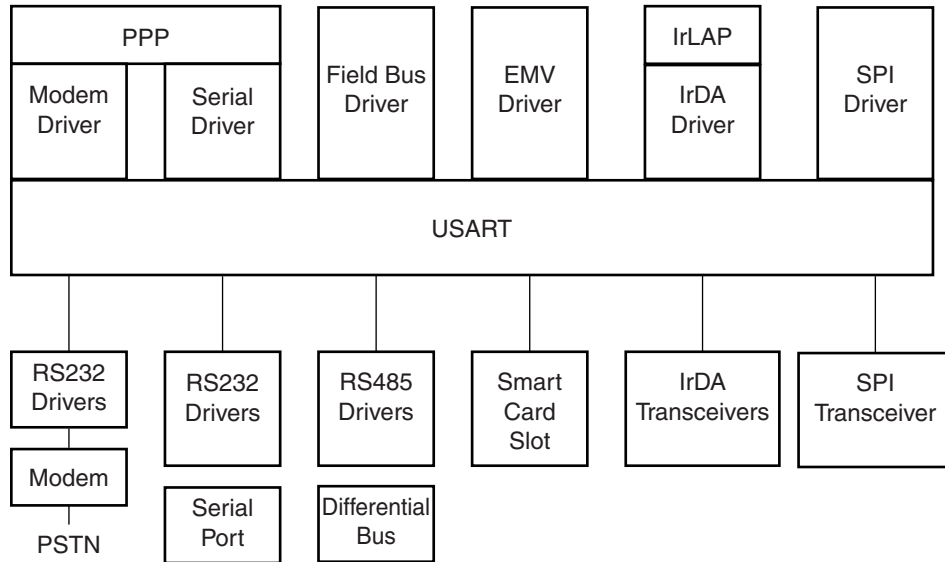 PPP
Modem
Driver
Serial
Driver
Field Bus
Driver
EMV
Driver
IrLAP
IrDA
Driver
SPI
Driver
USART
RS232
Drivers
Modem
PSTN
RS232
Drivers
Serial
Port
RS485
Drivers
Differential
Bus
Smart
Card
Slot
IrDA
Transceivers
SPI
Transceiver